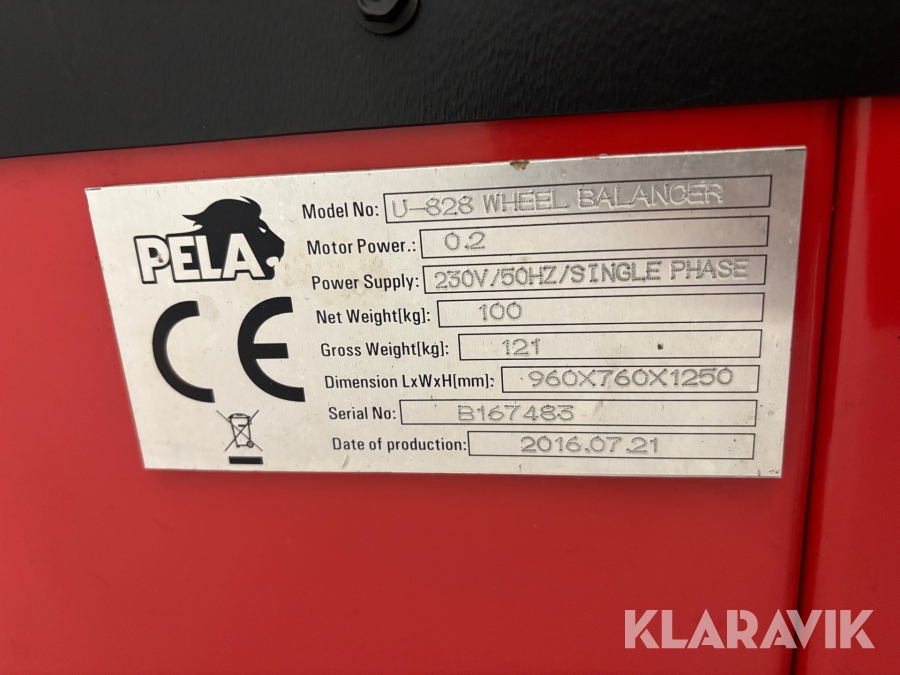 PELA
CE
Model No: U-828 WHEEL BALANCER
Motor Power.: 0.2
Power Supply: 230V/50HZ/SINGLE PHASE
Net Weight[kg]: 100
Gross Weight[kg]: 121
Dimension LxWxH[mm]: 960X760X1250
Serial No: B167483
Date of production: 2016.07.21
KLARAVIK